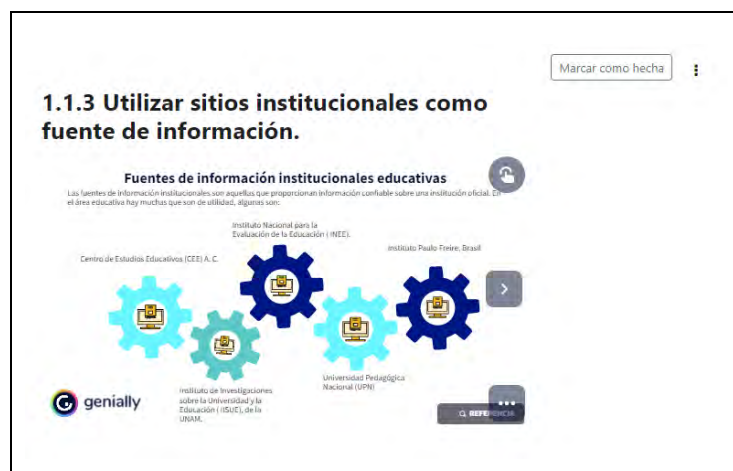 Marcar como hecha
1.1.3 Utilizar sitios institucionales como
fuente de información.
Fuentes de información institucionales educativas
Las fuentes de información institucionales son aquellas que proporcionan información confiable sobre una institución oficial. En
el área educativa hay muchas que son de utilidad, algunas son:
Instituto Nacional para la
Evaluación de la Educación ( INEE).
Instituto Paulo Freire, Brasil
Centro de Estudios Educativos (CEE) A. C.
Instituto de Investigaciones
sobre la Universidad y la
Educación ( IISUE), de la
UNAM.
Universidad Pedagógica
Nacional (UPN)
genially
REFERENCIA